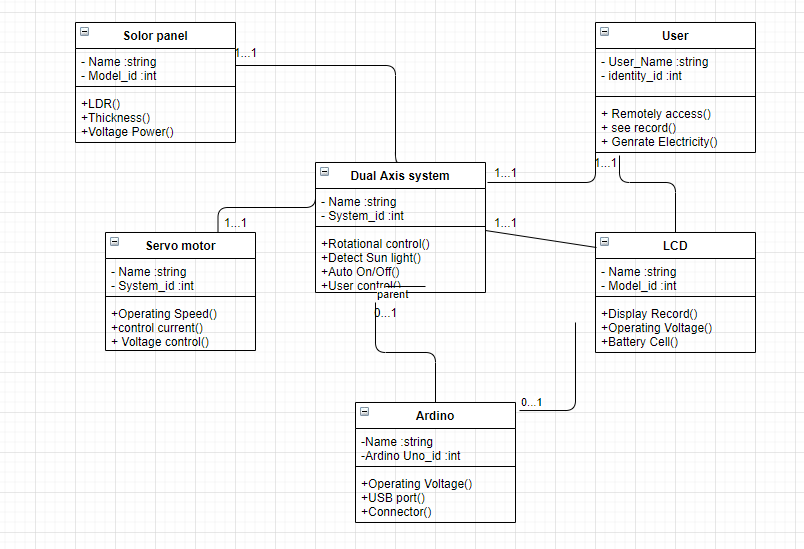 Solor panel
- Name :string
- Model_id :int
+LDR()
+Thickness()
+Voltage Power()
1...1
User
- User_Name :string
- identity_id :int
+ Remotely access()
+ see record()
+ Genrate Electricity()
1...1
Dual Axis system
- Name :string
- System_id :int
+Rotational control()
+Detect Sun light()
+Auto On/Off()
+User control()
parent
1...1
1...1
0...1
1...1
Servo motor
- Name :string
- System_id :int
+Operating Speed()
+control current()
+ Voltage control()
LCD
- Name :string
- Model_id :int
+Display Record()
+Operating Voltage()
+Battery Cell()
0...1
Ardino
-Name :string
-Ardino Uno_id :int
+Operating Voltage()
+USB port()
+Connector()